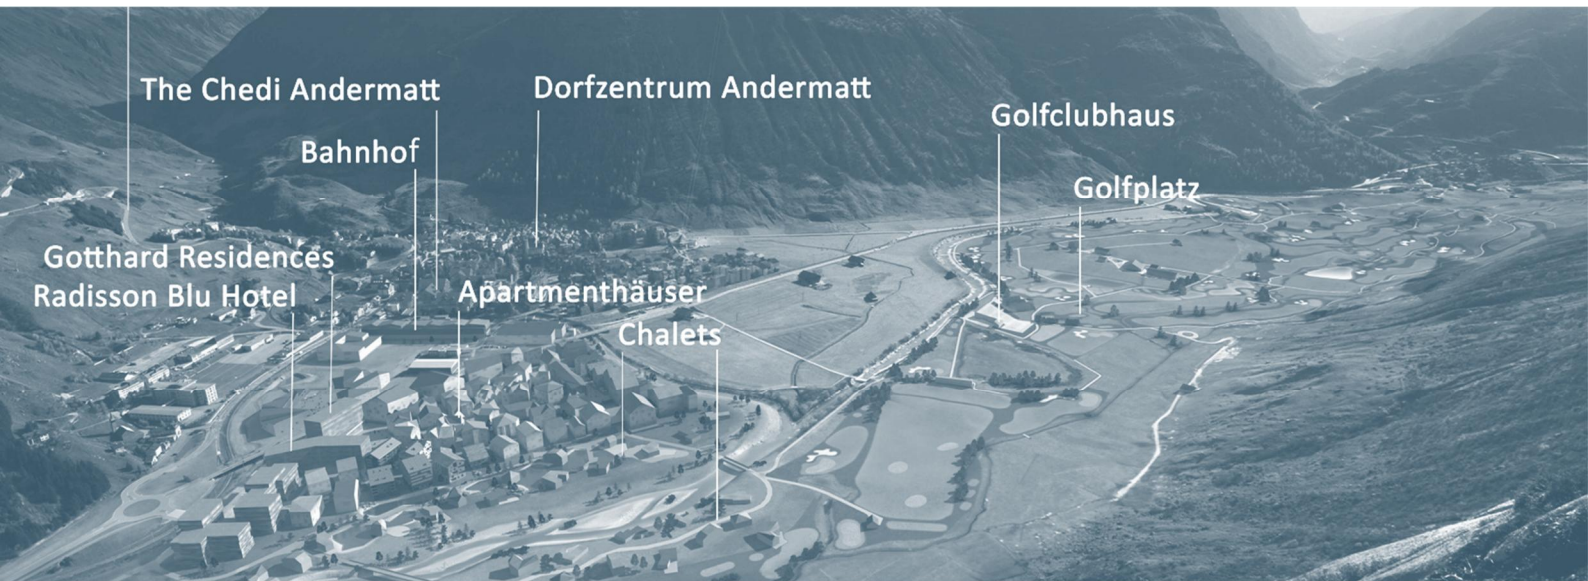 The Chedi Andermatt
Dorfzentrum Andermatt
Golfclubhaus
Bahnhof
Golfplatz
Gotthard Residences
Radisson Blu Hotel
Apartmenthäuser
Chalets